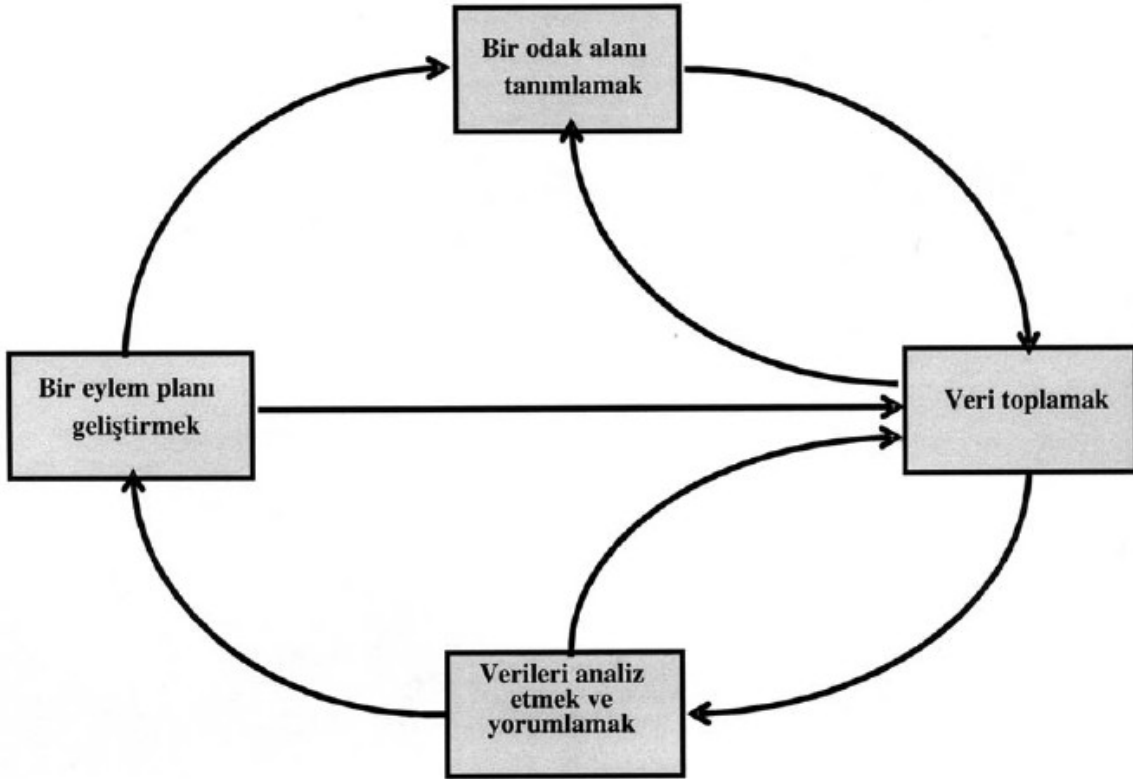 Bir odak alanı
tanımlamak
Bir eylem planı
geliştirmek
Veri toplamak
Verileri analiz
etmek ve
yorumlamak